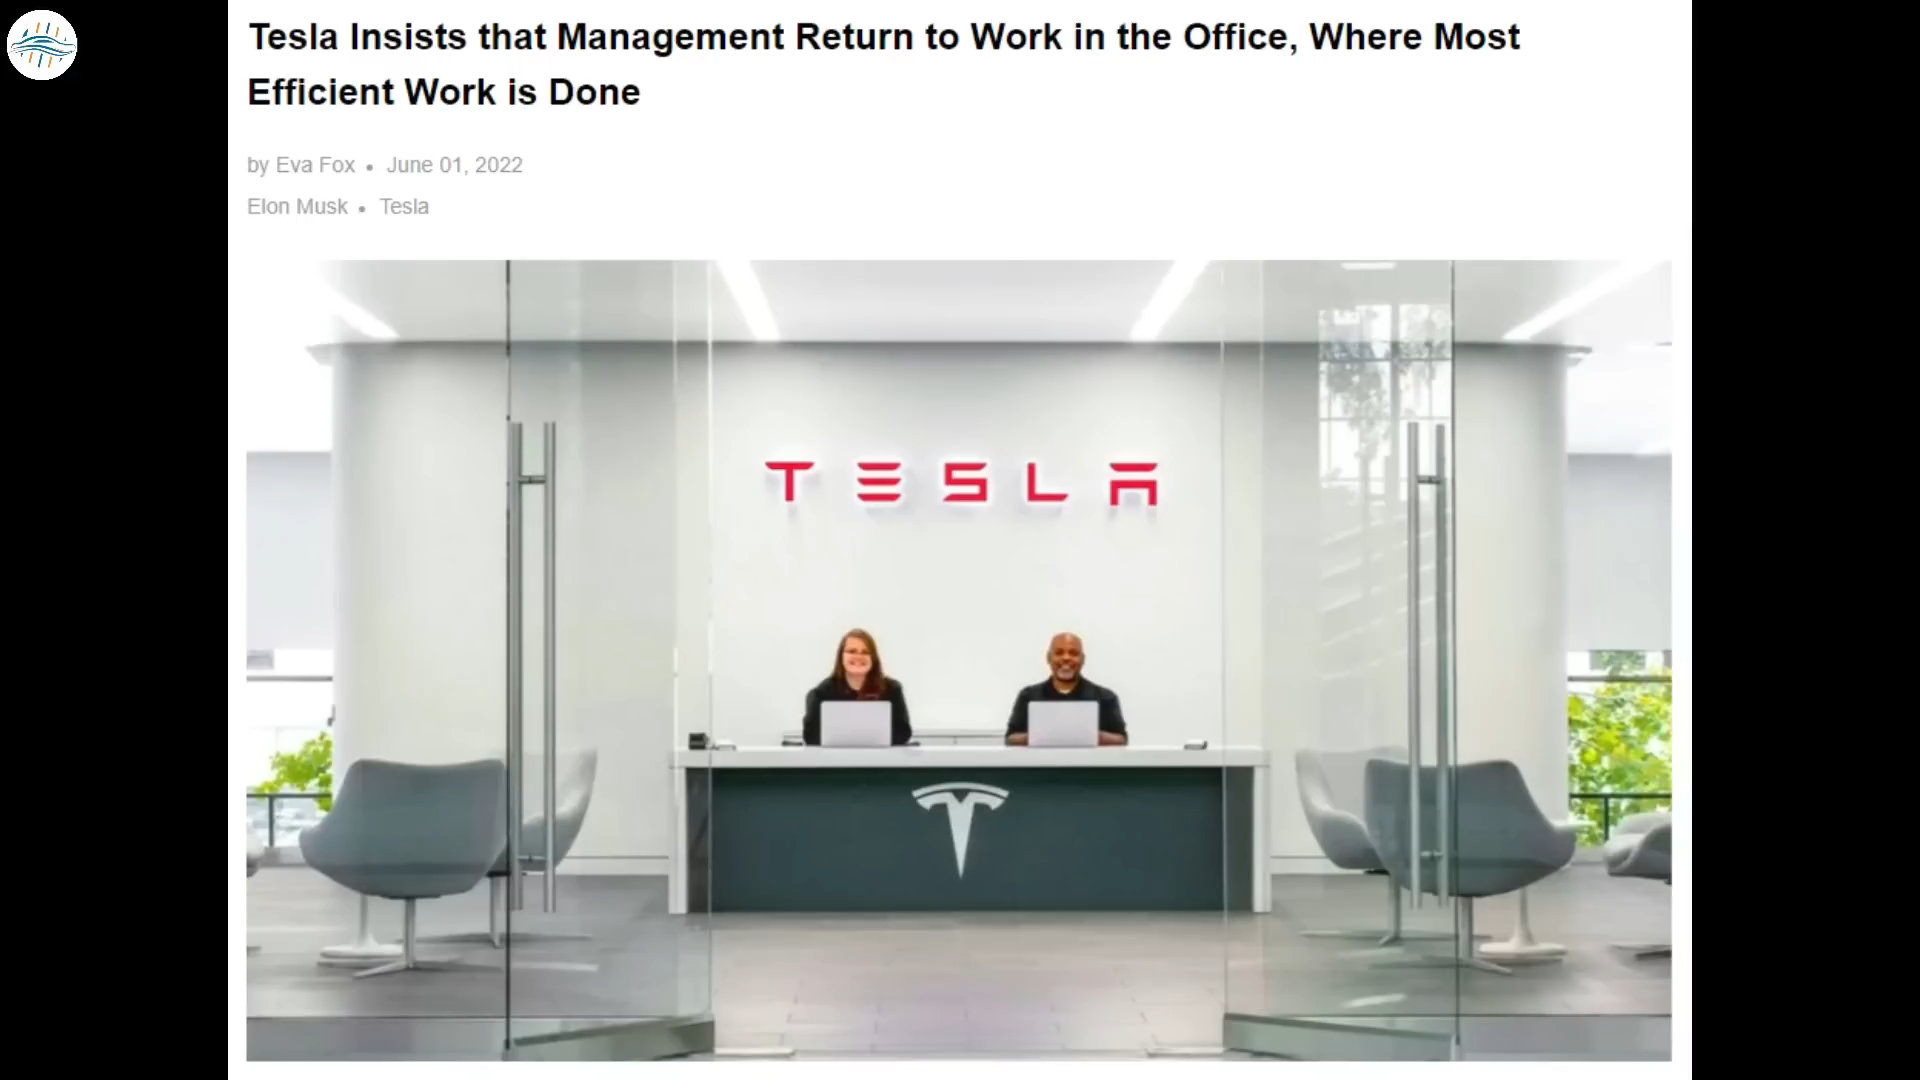 Tesla Insists that Management Return to Work in the Office, Where Most
Efficient Work is Done
by Eva Fox • June 01, 2022
Elon Musk • Tesla
TESLA